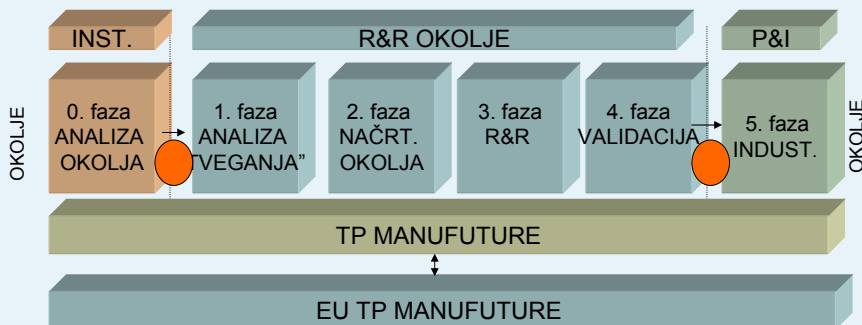 INST.
R&R OKOLJE
P&I
OKOLJE
0. faza
ANALIZA
OKOLJA
1. faza
ANALIZA
TVEGANJA”
2. faza
NAČRT.
OKOLJA
3. faza
R&R
4. faza
VALIDACIJA
5. faza
INDUST.
OKOLJE
TP MANUFUTURE
EU TP MANUFUTURE